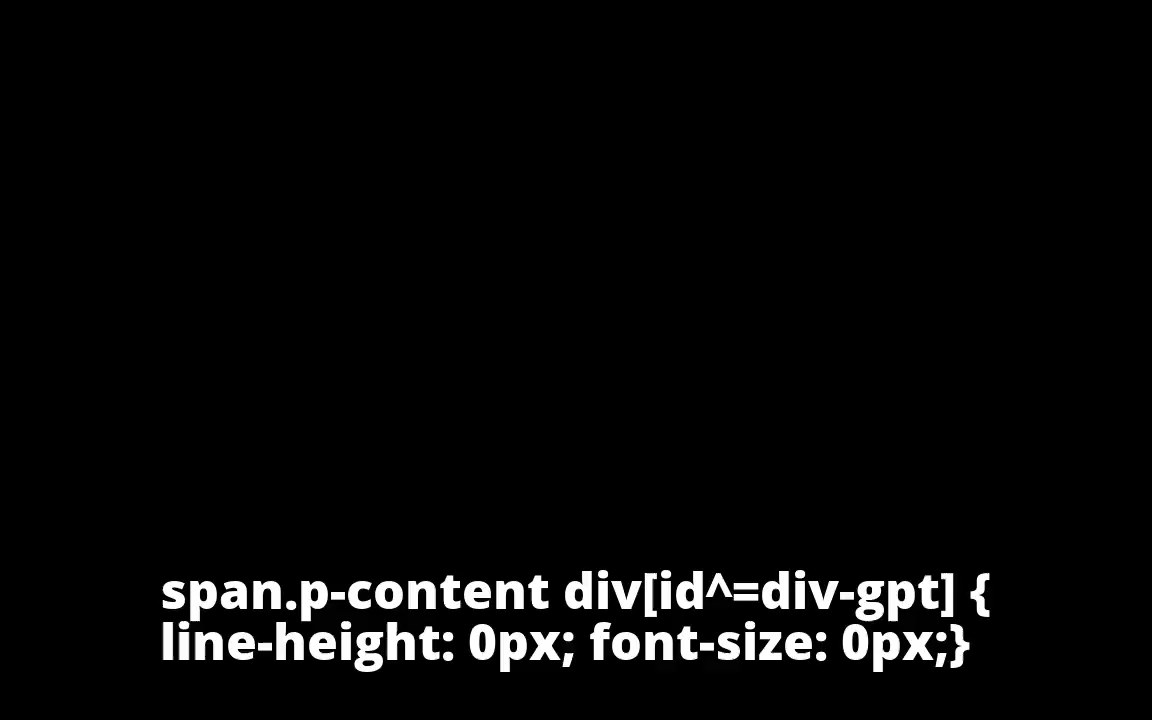 span.p-content div[id^=div-gpt] {
line-height: 0px; font-size: 0px;}